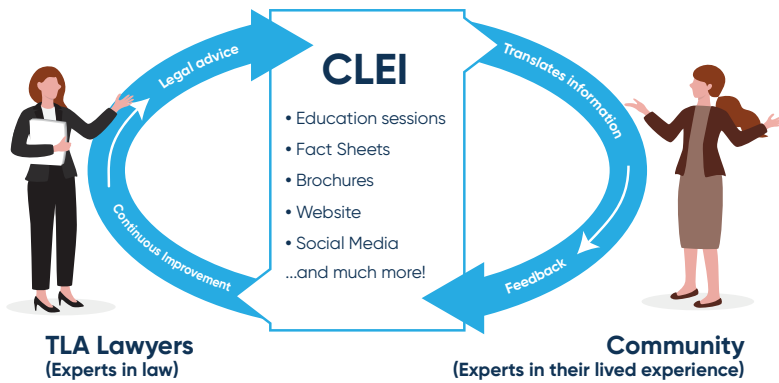 CLEI
• Education sessions
• Fact Sheets
• Brochures
• Website
• Social Media
...and much more!
Legal advice
Continuous Improvement
Translates information
Feedback
TLA Lawyers
(Experts in law)
Community
(Experts in their lived experience)